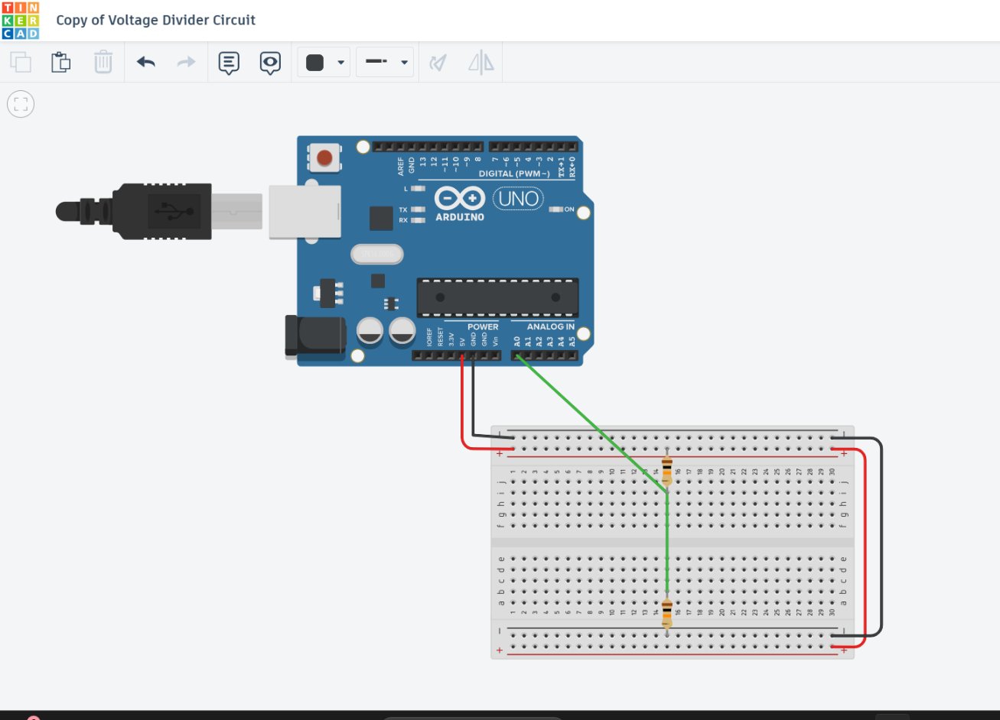 TIN
KER
CAD
Copy of Voltage Divider Circuit
AREF
GND
13
12
~11
~10
~9
8
7
~6
~5
4
~3
2
TX→1
RX←0
DIGITAL (PWM~)
L
TX
RX
ARDUINO
UNO
ON
POWER
ANALOG IN
IOREF
RESET
3.3V
5V
GND
GND
Vin
A0
A1
A2
A3
A4
A5
− −
+ +
1 2 3 4 5 6 7 8 9 10 11 12 13 14 16 17 18 19 20 21 22 23 24 25 26 27 28 29 30
j j
i i
h h
g g
f f
e e
d d
c c
b b
a a
1 2 3 4 5 6 7 8 9 10 11 12 13 14 16 17 18 19 20 21 22 23 24 25 26 27 28 29 30
− −
+ +